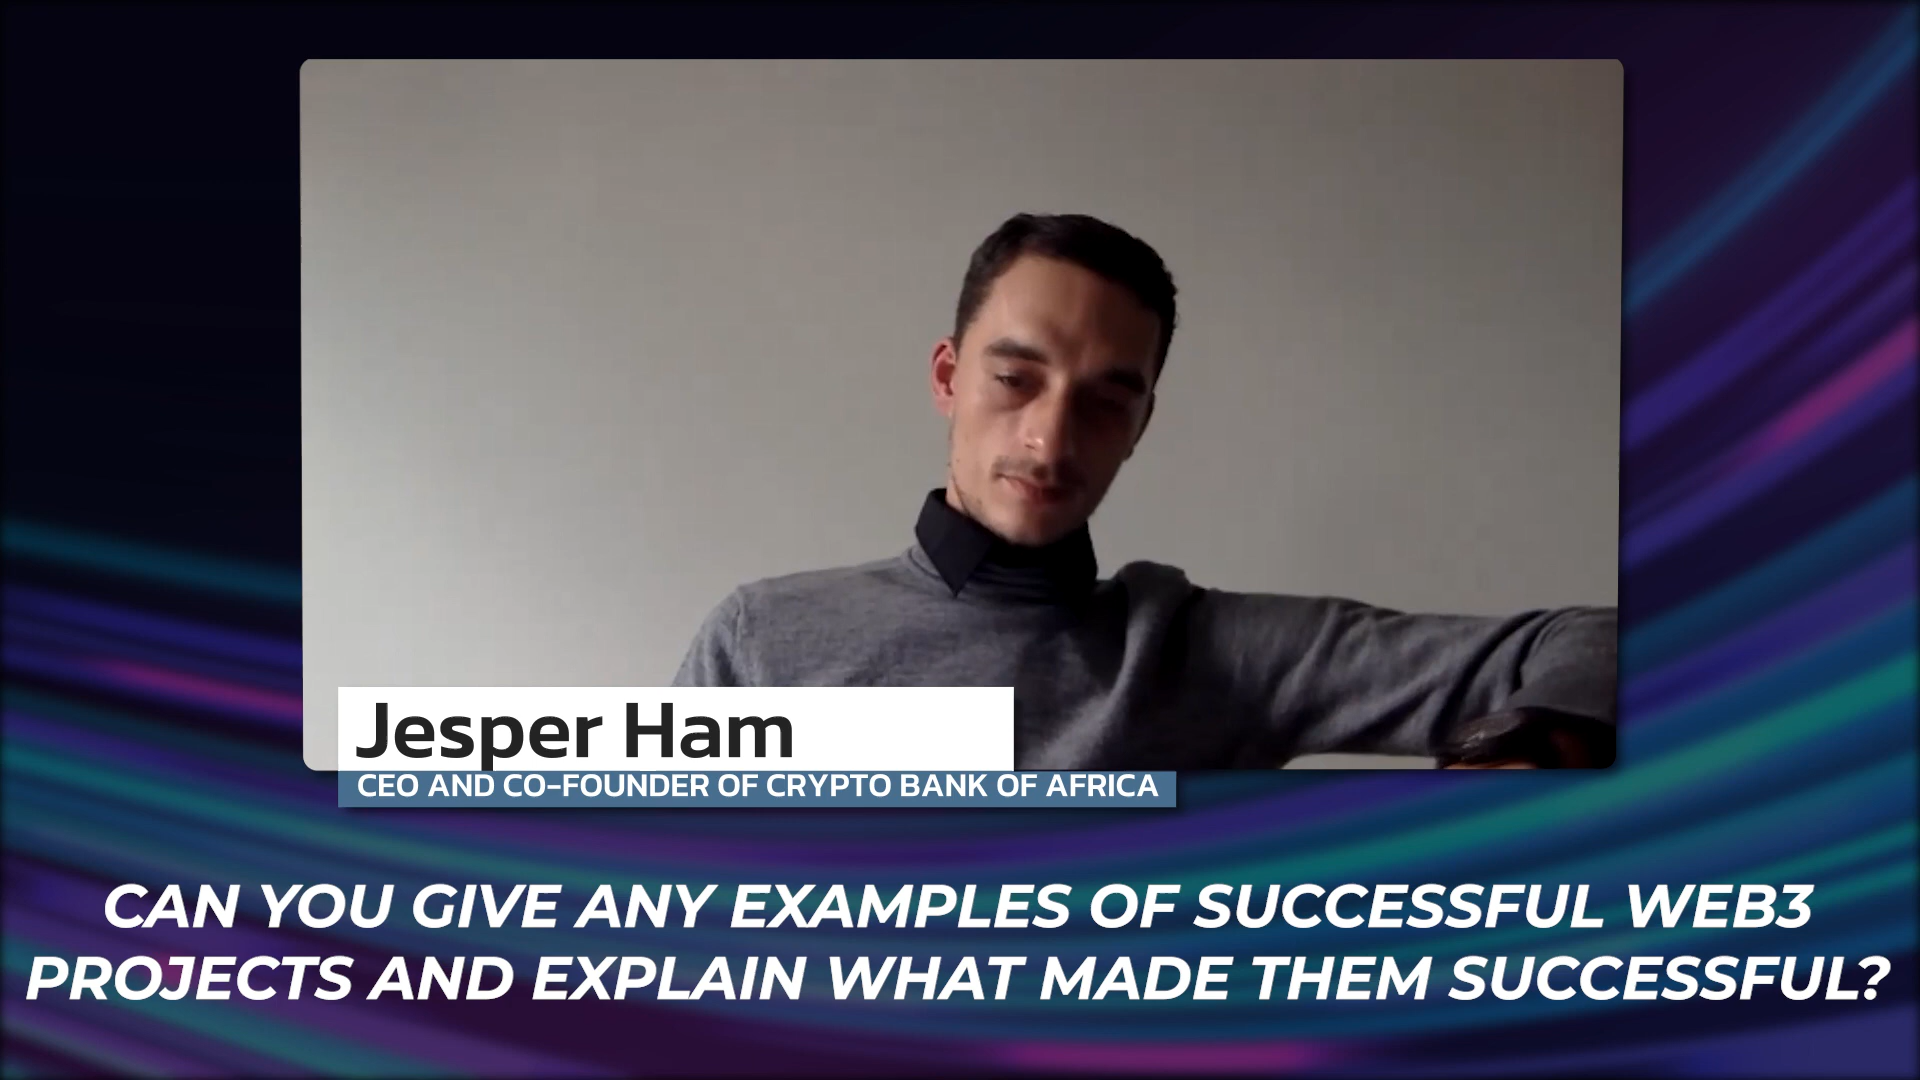 Jesper Ham
CEO AND CO-FOUNDER OF CRYPTO BANK OF AFRICA
CAN YOU GIVE ANY EXAMPLES OF SUCCESSFUL WEB3
PROJECTS AND EXPLAIN WHAT MADE THEM SUCCESSFUL?